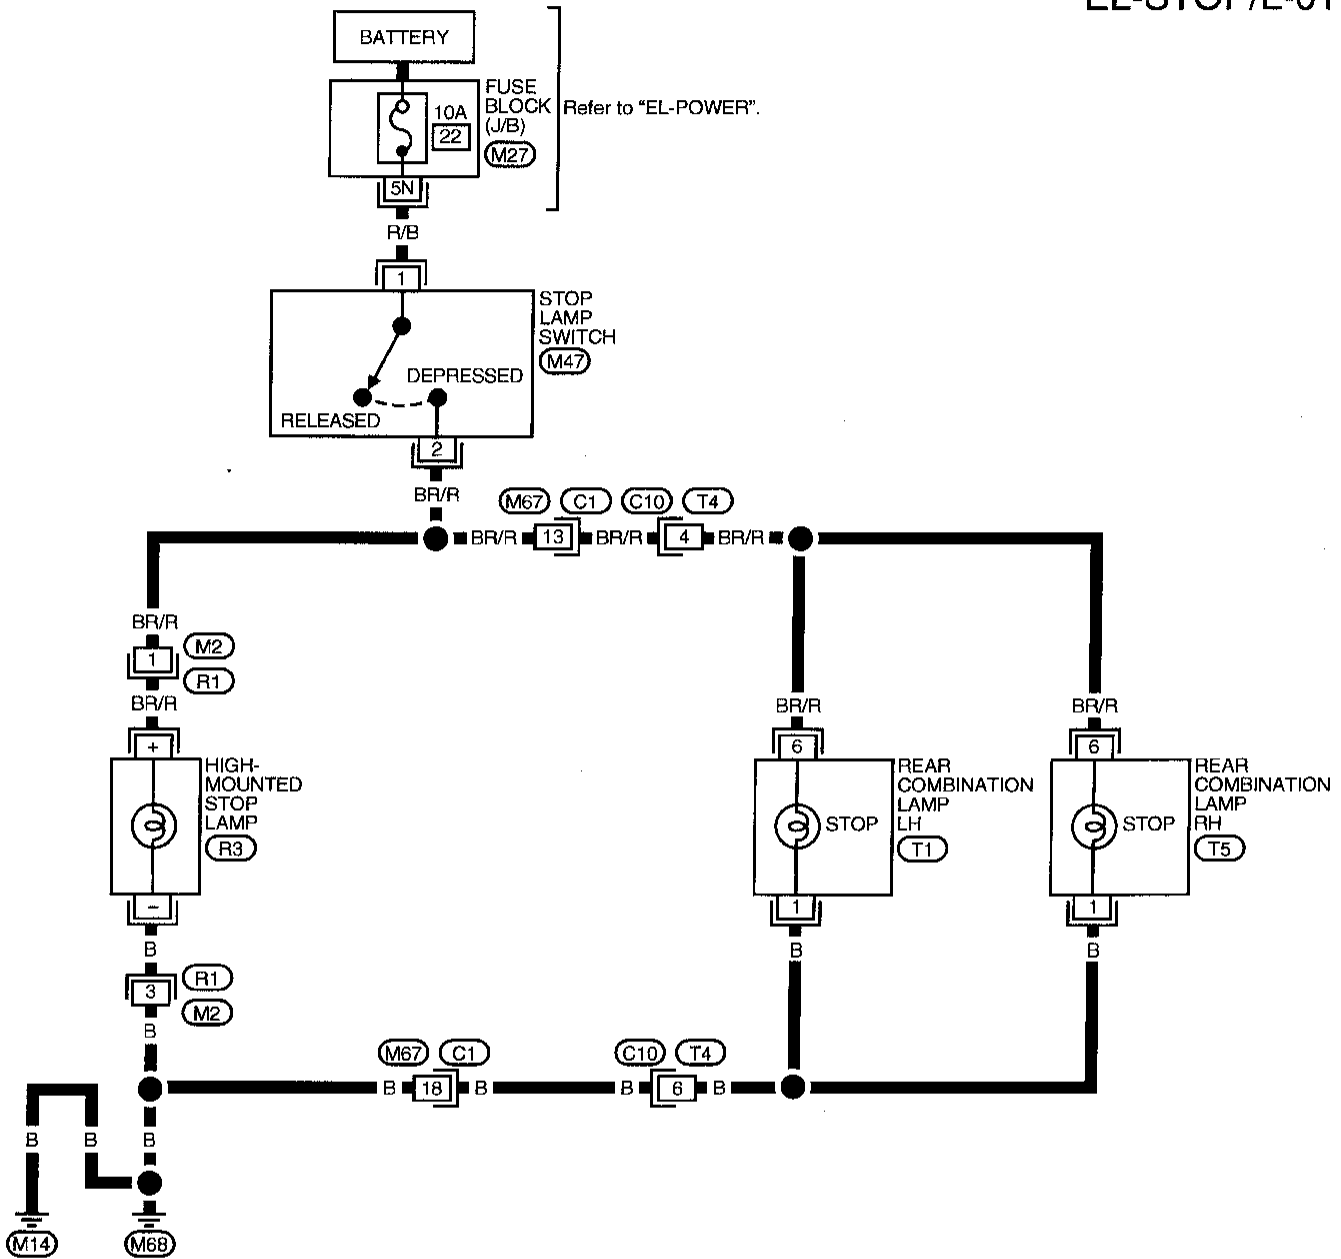 BATTERY
FUSE
BLOCK
(J/B)
Refer to “EL-POWER”.
10A
22
M27
5N
R/B
1
STOP
LAMP
SWITCH
M47
DEPRESSED
RELEASED
2
BR/R
M67 C1 C10 T4
BR/R 13 BR/R 4 BR/R
BR/R
1
M2
R1
BR/R
+
HIGH-
MOUNTED
STOP
LAMP
R3
–
B
3
R1
M2
B
BR/R
6
REAR
COMBINATION
LAMP
LH
T1
STOP
1
B
BR/R
6
REAR
COMBINATION
LAMP
RH
T5
STOP
1
B
M67 C1 C10 T4
B 18 B B 6 B
B B B
M14 M68